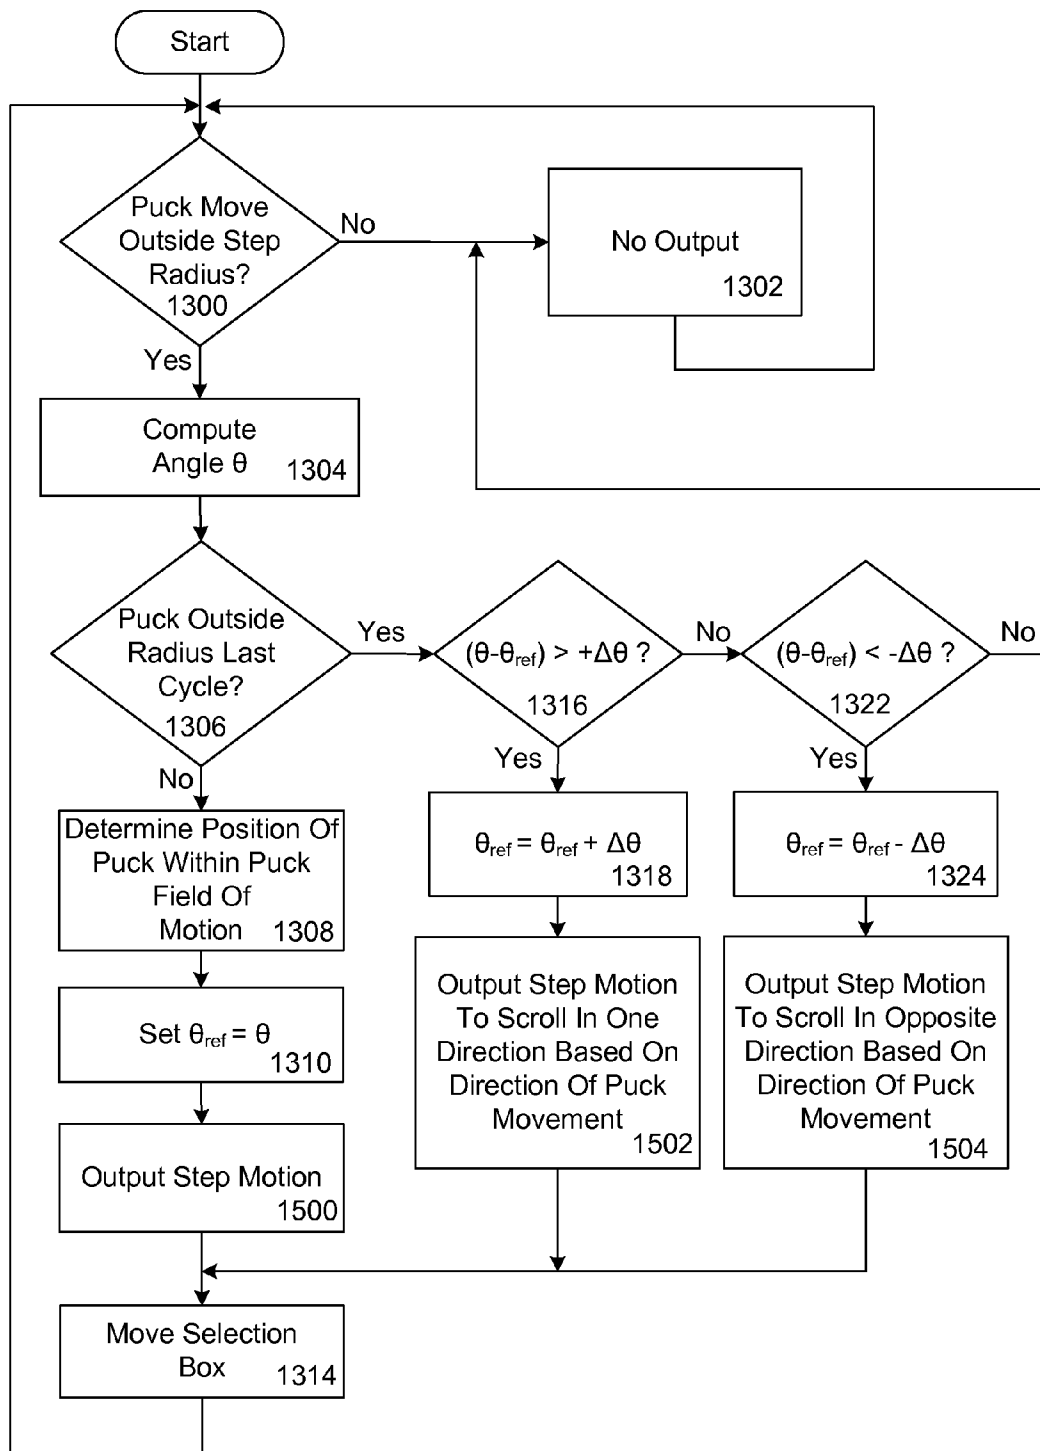 Start
Puck Move
Outside Step
Radius?
1300
No
No Output
1302
Yes
Compute
Angle θ
1304
Puck Outside
Radius Last
Cycle?
1306
Yes
(θ-θref) > +Δθ ?
1316
No
(θ-θref) < -Δθ ?
1322
No
No
Yes
Yes
Determine Position Of
Puck Within Puck
Field Of
Motion
1308
θref = θref + Δθ
1318
θref = θref - Δθ
1324
Set θref = θ
1310
Output Step Motion
To Scroll In One
Direction Based On
Direction Of Puck
Movement
1502
Output Step Motion
To Scroll In Opposite
Direction Based On
Direction Of Puck
Movement
1504
Output Step Motion
1500
Move Selection
Box
1314